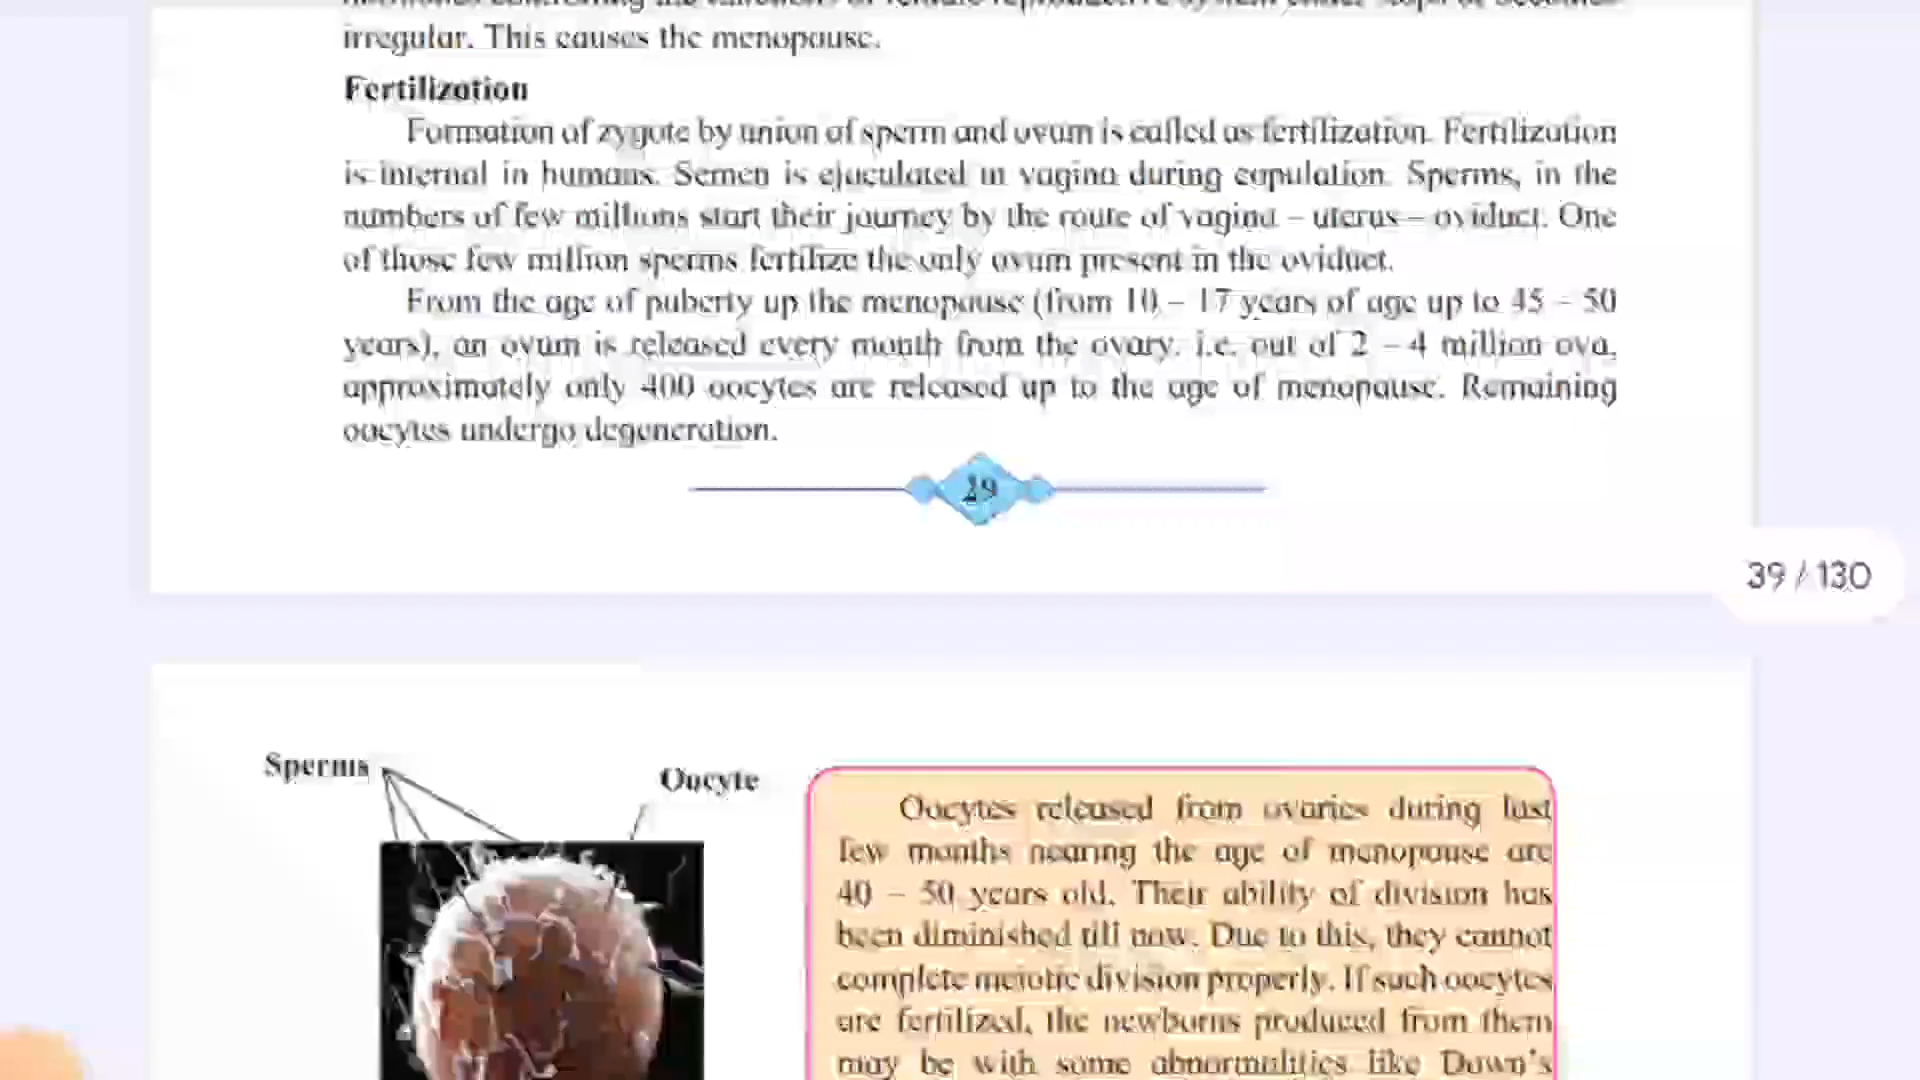 irregular. This causes the menopause.
Fertilization
Formation of zygote by union of sperm and ovum is called as fertilization. Fertilization
is internal in humans. Semen is ejaculated in vagina during copulation. Sperms, in the
numbers of few millions start their journey by the route of vagina – uterus – oviduct. One
of those few million sperms fertilize the only ovum present in the oviduct.
From the age of puberty up the menopause (from 10 – 17 years of age up to 45 – 50
years), an ovum is released every month from the ovary. i.e. out of 2 – 4 million ova,
approximately only 400 oocytes are released up to the age of menopause. Remaining
oocytes undergo degeneration.
29
39 / 130
Sperms
Oocyte
Oocytes released from ovaries during last
few months nearing the age of menopause are
40 – 50 years old. Their ability of division has
been diminished till now. Due to this, they cannot
complete meiotic division properly. If such oocytes
are fertilized, the newborns produced from them
may be with some abnormalities like Down's